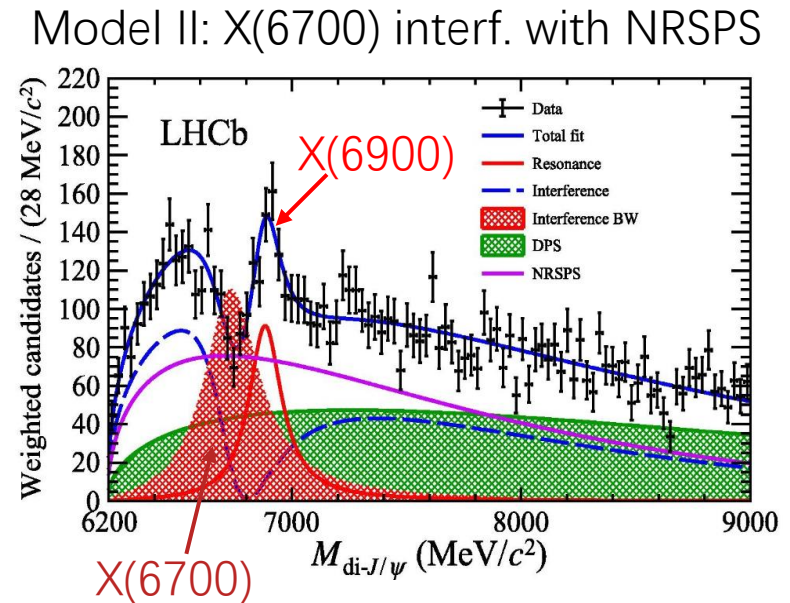 Model II: X(6700) interf. with NRSPS
Weighted candidates / (28 MeV/c²)
220
200
180
160
140
120
100
80
60
40
20
0
LHCb
X(6900)
Data
Total fit
Resonance
Interference
Interference BW
DPS
NRSPS
6200
7000
8000
9000
M di-J/ψ (MeV/c²)
X(6700)